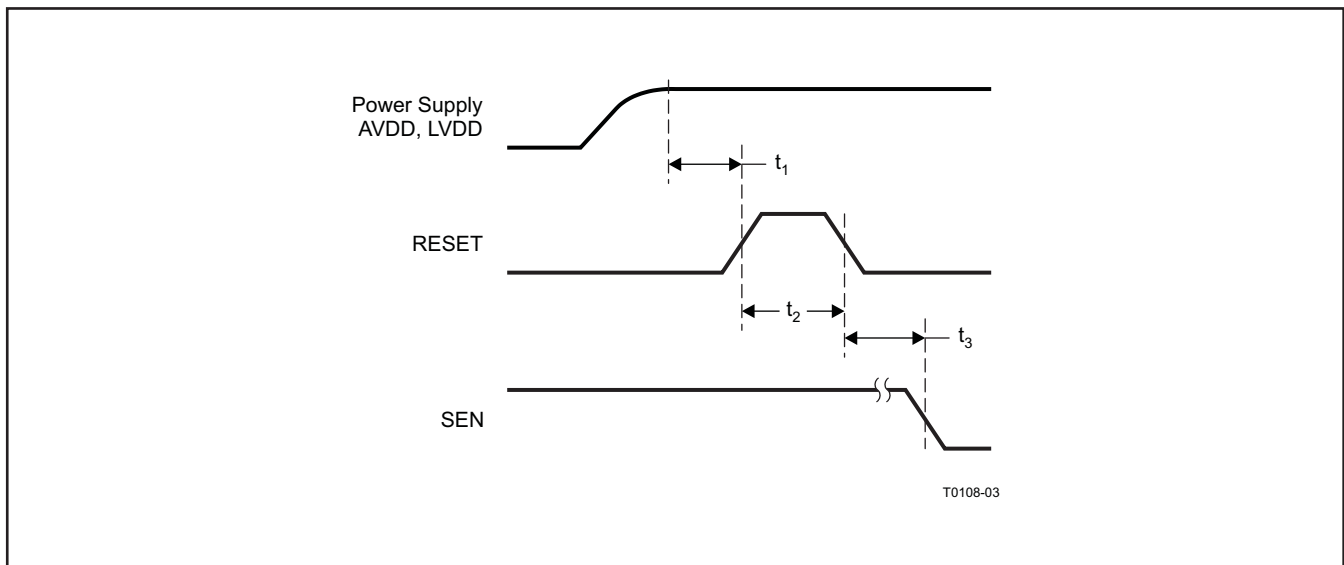 Power Supply
AVDD, LVDD
t1
RESET
t2
t3
SEN
T0108-03